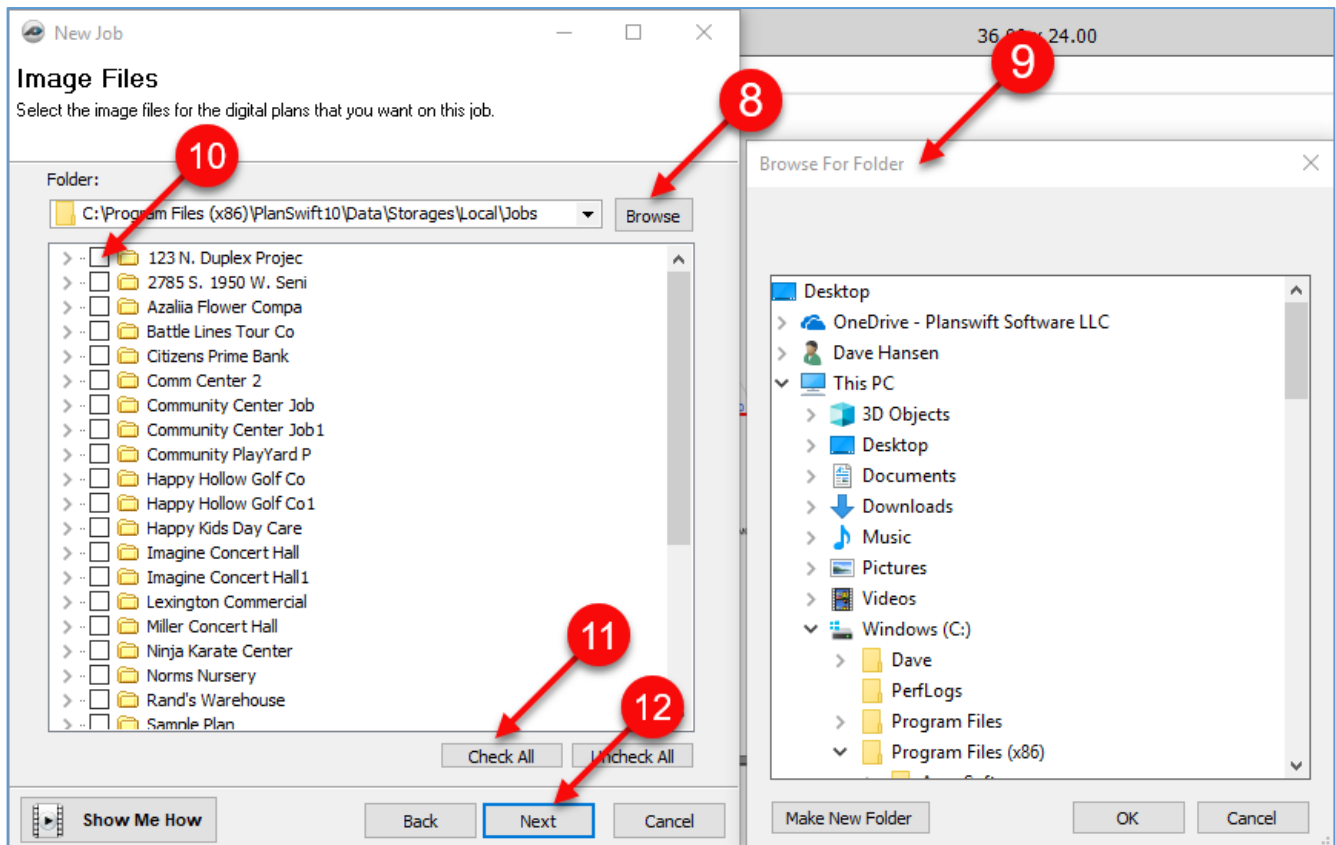 New Job
Image Files
Select the image files for the digital plans that you want on this job.
10
8
Folder:
C:\Program Files (x86)\PlanSwift10\Data\Storages\Local\Jobs
Browse
123 N. Duplex Projec
2785 S. 1950 W. Seni
Azaliia Flower Compa
Battle Lines Tour Co
Citizens Prime Bank
Comm Center 2
Community Center Job
Community Center Job1
Community PlayYard P
Happy Hollow Golf Co
Happy Hollow Golf Co1
Happy Kids Day Care
Imagine Concert Hall
Imagine Concert Hall1
Lexington Commercial
Miller Concert Hall
Ninja Karate Center
Norms Nursery
Rand's Warehouse
Sample Plan
11
12
Check All
Uncheck All
Show Me How
Back
Next
Cancel
24.00
9
Browse For Folder
Desktop
OneDrive - Planswift Software LLC
Dave Hansen
This PC
3D Objects
Desktop
Documents
Downloads
Music
Pictures
Videos
Windows (C:)
Dave
PerfLogs
Program Files
Program Files (x86)
Make New Folder
OK
Cancel